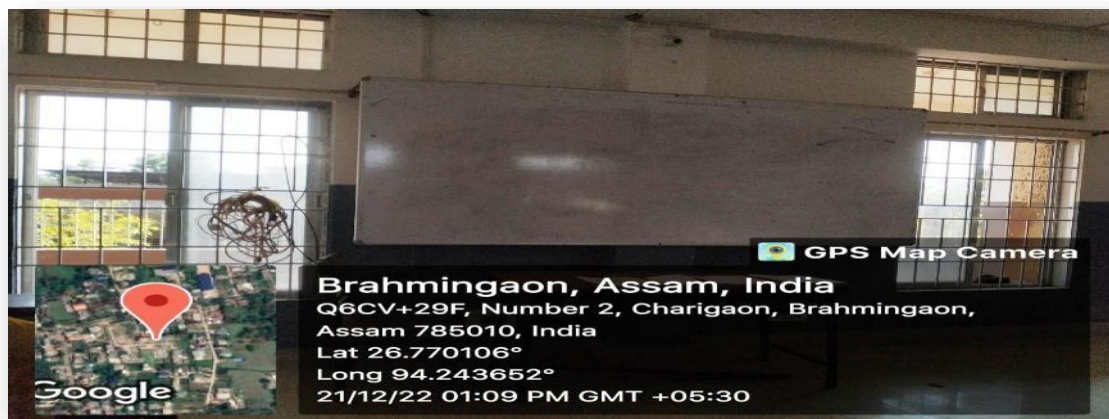 GPS Map Camera
Brahmingaon, Assam, India
Q6CV+29F, Number 2, Charigaon, Brahmingaon,
Assam 785010, India
Lat 26.770106°
Long 94.243652°
21/12/22 01:09 PM GMT +05:30
Google